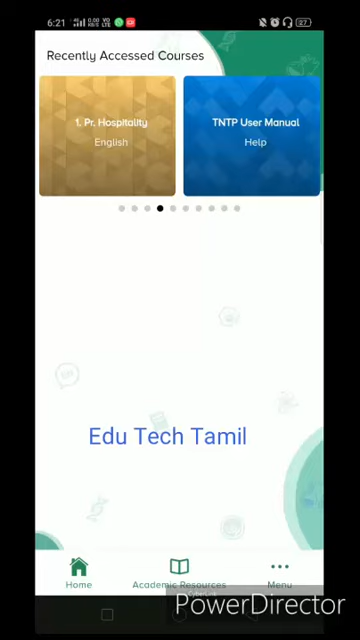 6:21
27
Recently Accessed Courses
1. Pr. Hospitality
English
TNTP User Manual
Help
Edu Tech Tamil
Home
Academic Resources
Menu
PowerDirector